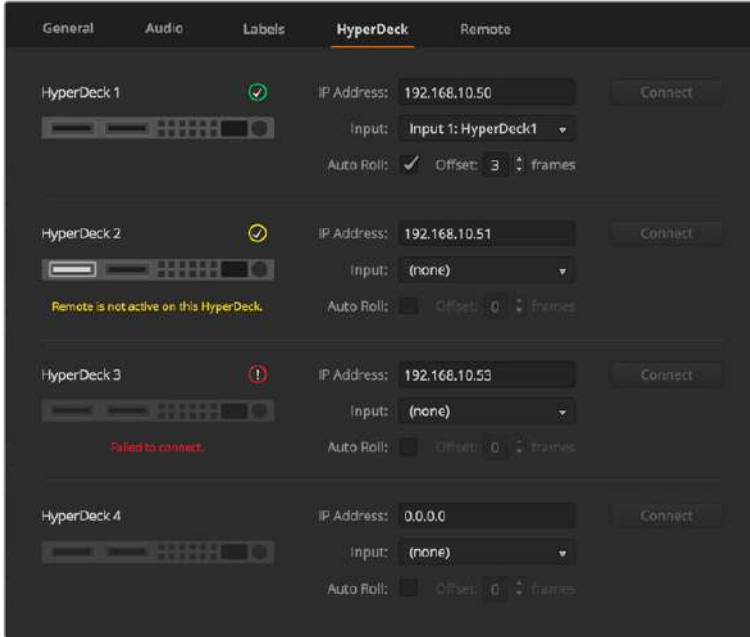 General Audio Labels HyperDeck Remote
HyperDeck 1 IP Address: 192.168.10.50 Connect
Input: Input 1: HyperDeck1
Auto Roll: Offset: 3 frames
HyperDeck 2 IP Address: 192.168.10.51 Connect
Input: (none)
Remote is not active on this HyperDeck. Auto Roll: Offset: 0 frames
HyperDeck 3 IP Address: 192.168.10.53 Connect
Input: (none)
Failed to connect. Auto Roll: Offset: 0 frames
HyperDeck 4 IP Address: 0.0.0.0 Connect
Input: (none)
Auto Roll: Offset: 0 frames